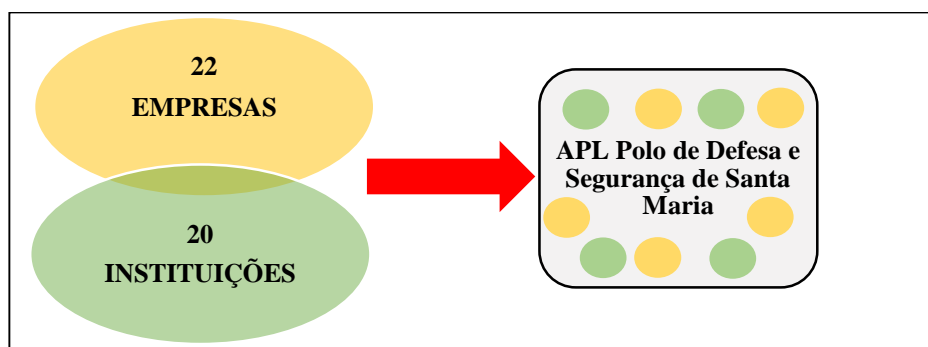 22
EMPRESAS
20
INSTITUIÇÕES
APL Polo de Defesa e
Segurança de Santa
Maria